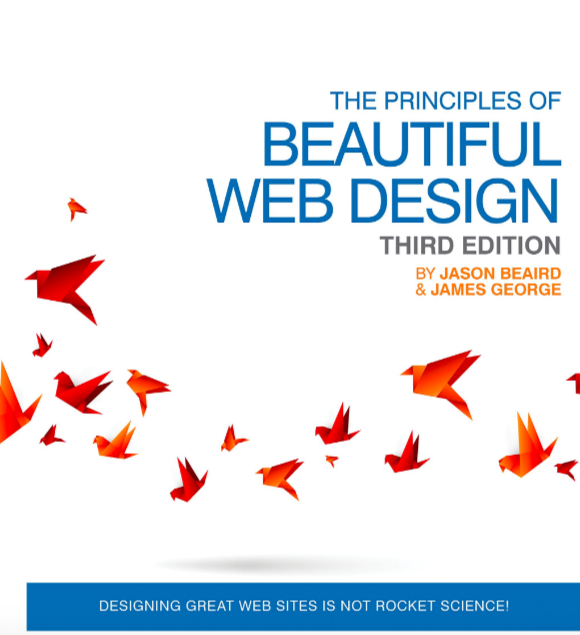 THE PRINCIPLES OF
BEAUTIFUL
WEB DESIGN
THIRD EDITION
BY JASON BEAIRD
& JAMES GEORGE
DESIGNING GREAT WEB SITES IS NOT ROCKET SCIENCE!